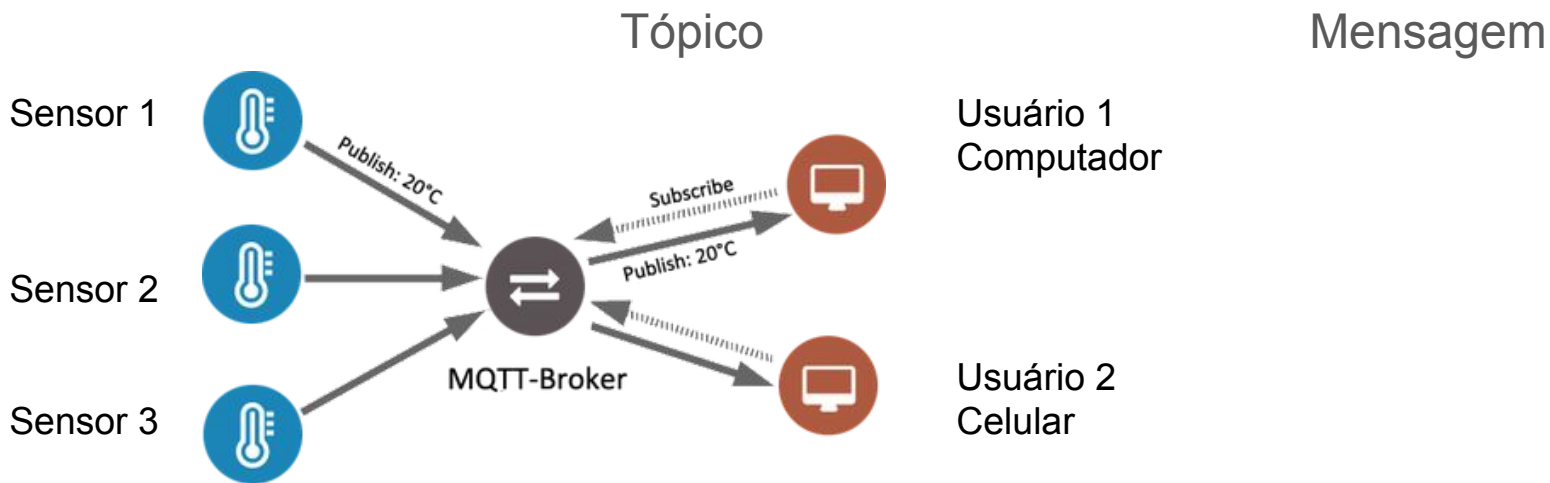 Tópico
Mensagem
Sensor 1
Publish: 20°C
Subscribe
Publish: 20°C
Usuário 1
Computador
Sensor 2
MQTT-Broker
Usuário 2
Celular
Sensor 3